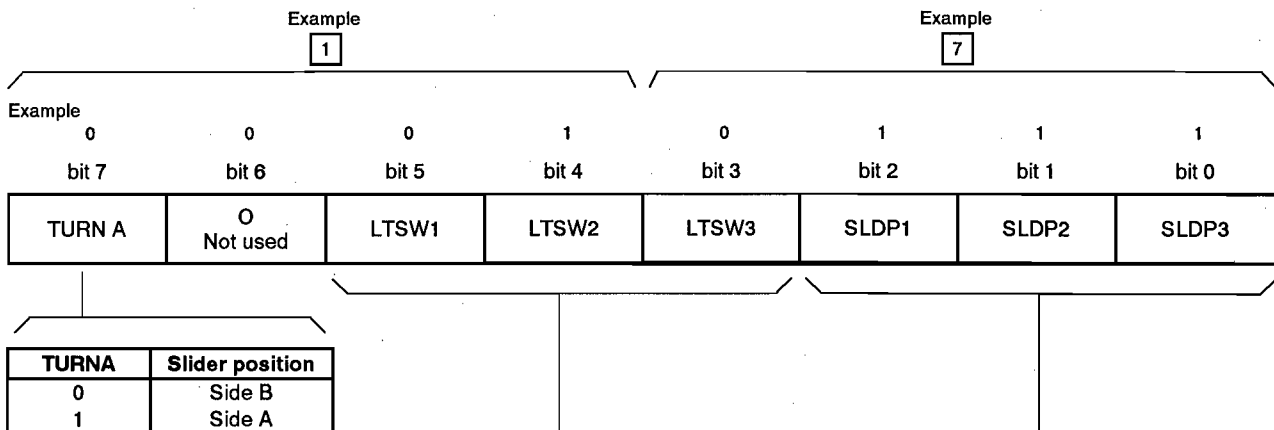 Example Example
1 7
Example
0 0 0 1 0 1 1 1
bit 7 bit 6 bit 5 bit 4 bit 3 bit 2 bit 1 bit 0
TURN A O Not used LTSW1 LTSW2 LTSW3 SLDP1 SLDP2 SLDP3
TURNA Slider position
0 Side B
1 Side A